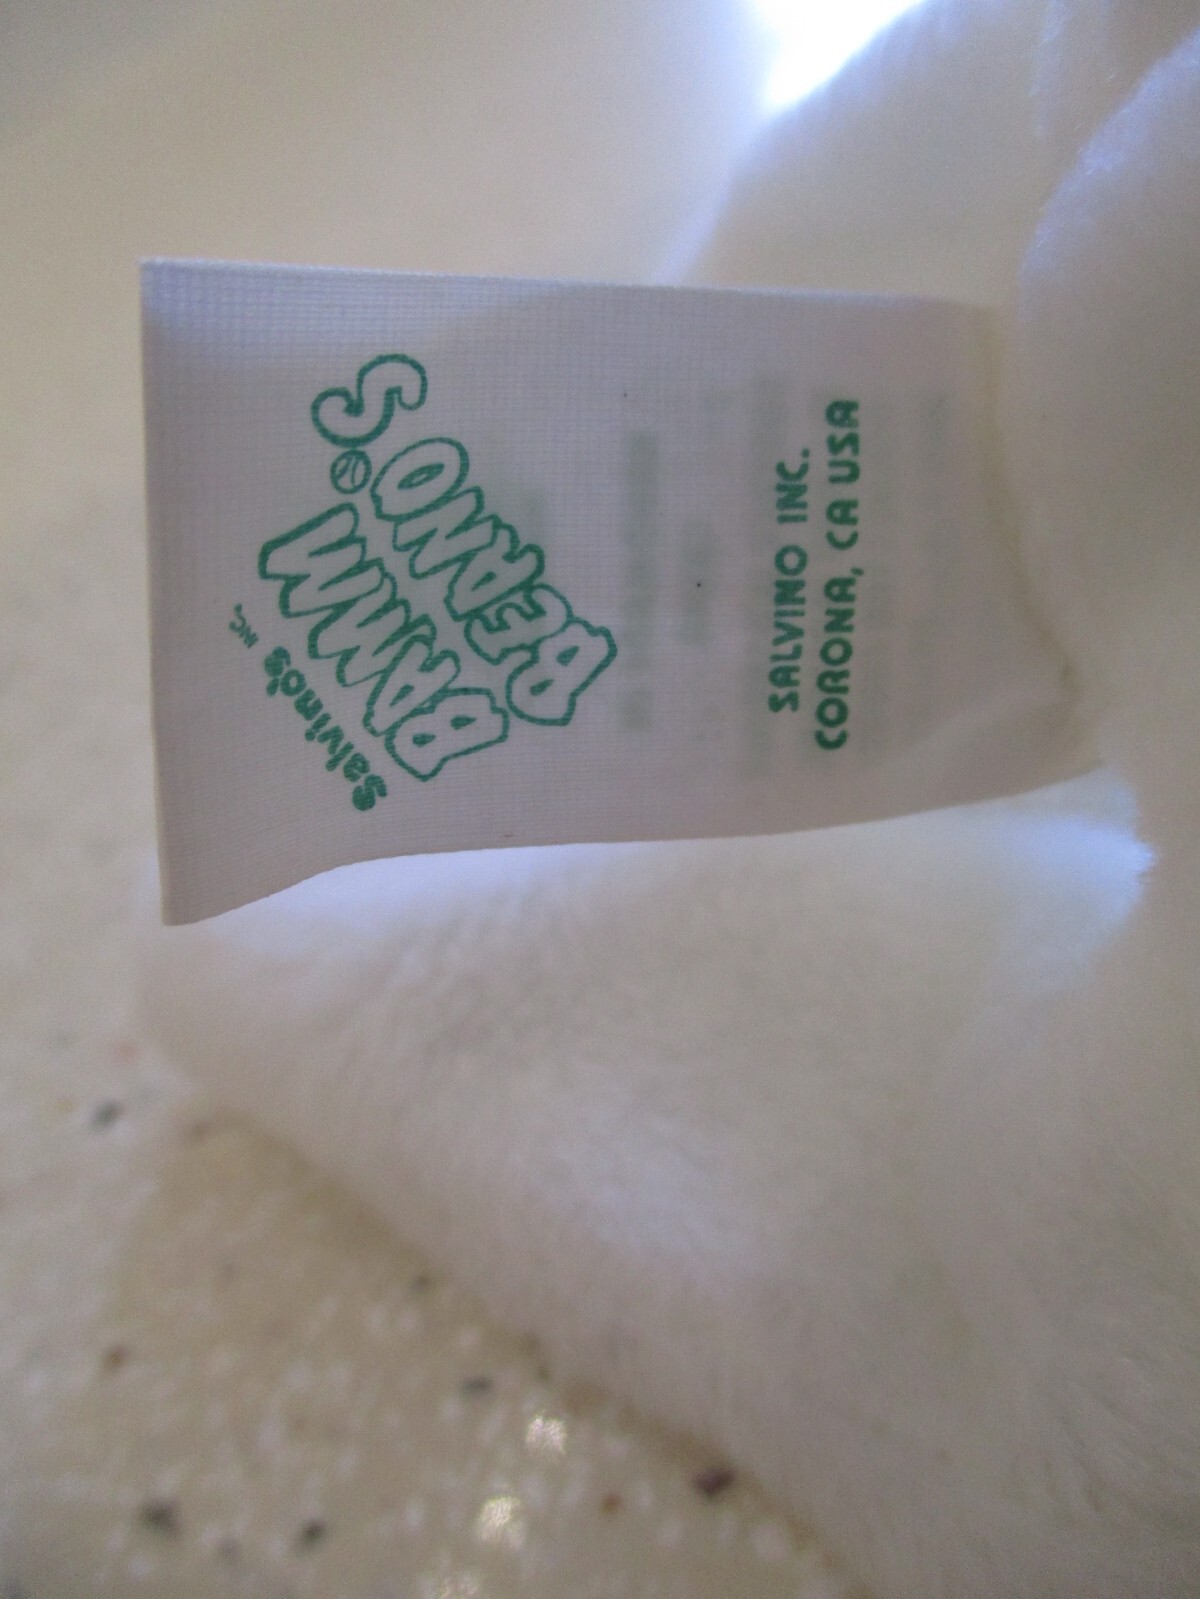 Salvino's INC.
BAMM
BEANO'S
SALVINO INC.
CORONA, CA USA